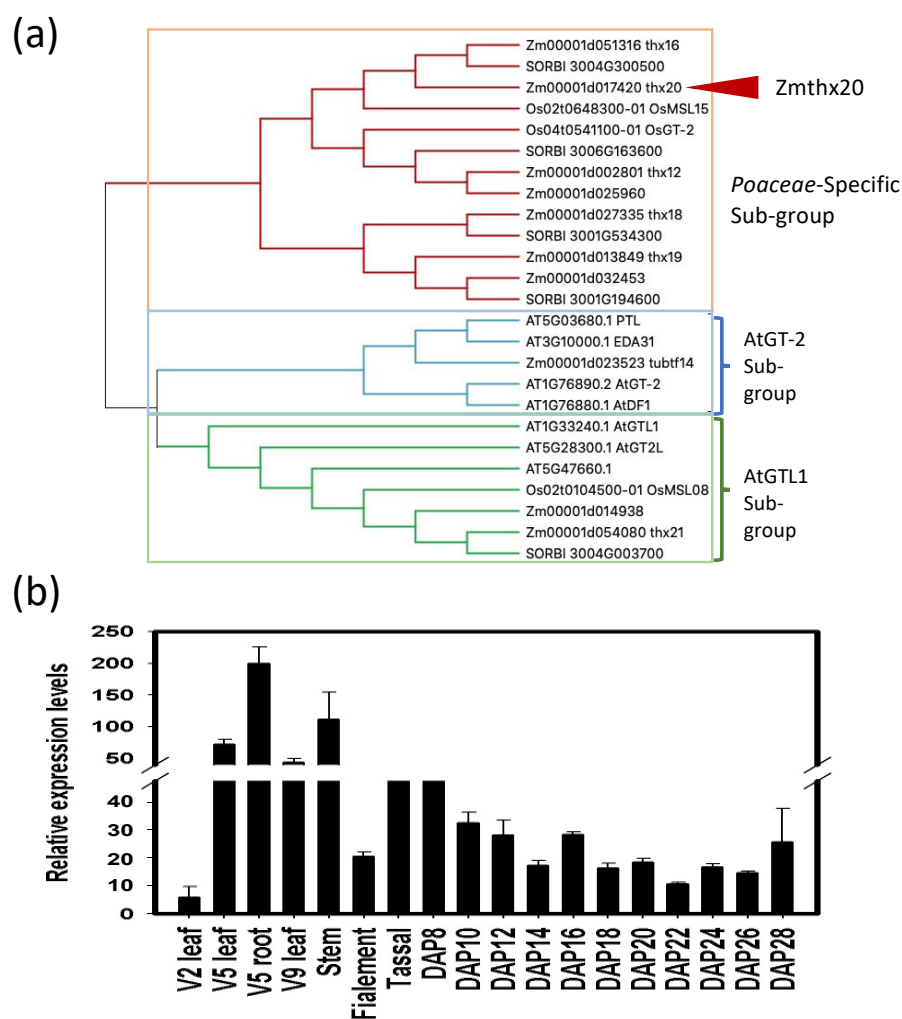 (a)
Zm00001d051316 thx16
SORBI 3004G300500
Zm00001d017420 thx20
Zmthx20
Os02t0648300-01 OsMSL15
Os04t0541100-01 OsGT-2
SORBI 3006G163600
Zm00001d002801 thx12
Zm00001d025960
Zm00001d027335 thx18
SORBI 3001G534300
Zm00001d013849 thx19
Zm00001d032453
SORBI 3001G194600
Poaceae-Specific
Sub-group
AT5G03680.1 PTL
AT3G10000.1 EDA31
Zm00001d023523 tubtf14
AT1G76890.2 AtGT-2
AT1G76880.1 AtDF1
AtGT-2
Sub-
group
AT1G33240.1 AtGTL1
AT5G28300.1 AtGT2L
AT5G47660.1
Os02t0104500-01 OsMSL08
Zm00001d014938
Zm00001d054080 thx21
SORBI 3004G003700
AtGTL1
Sub-
group
(b)
Relative expression levels
250
200
150
100
50
40
30
20
10
0
V2 leaf
V5 leaf
V5 root
V9 leaf
Stem
Fialement
Tassal
DAP8
DAP10
DAP12
DAP14
DAP16
DAP18
DAP20
DAP22
DAP24
DAP26
DAP28